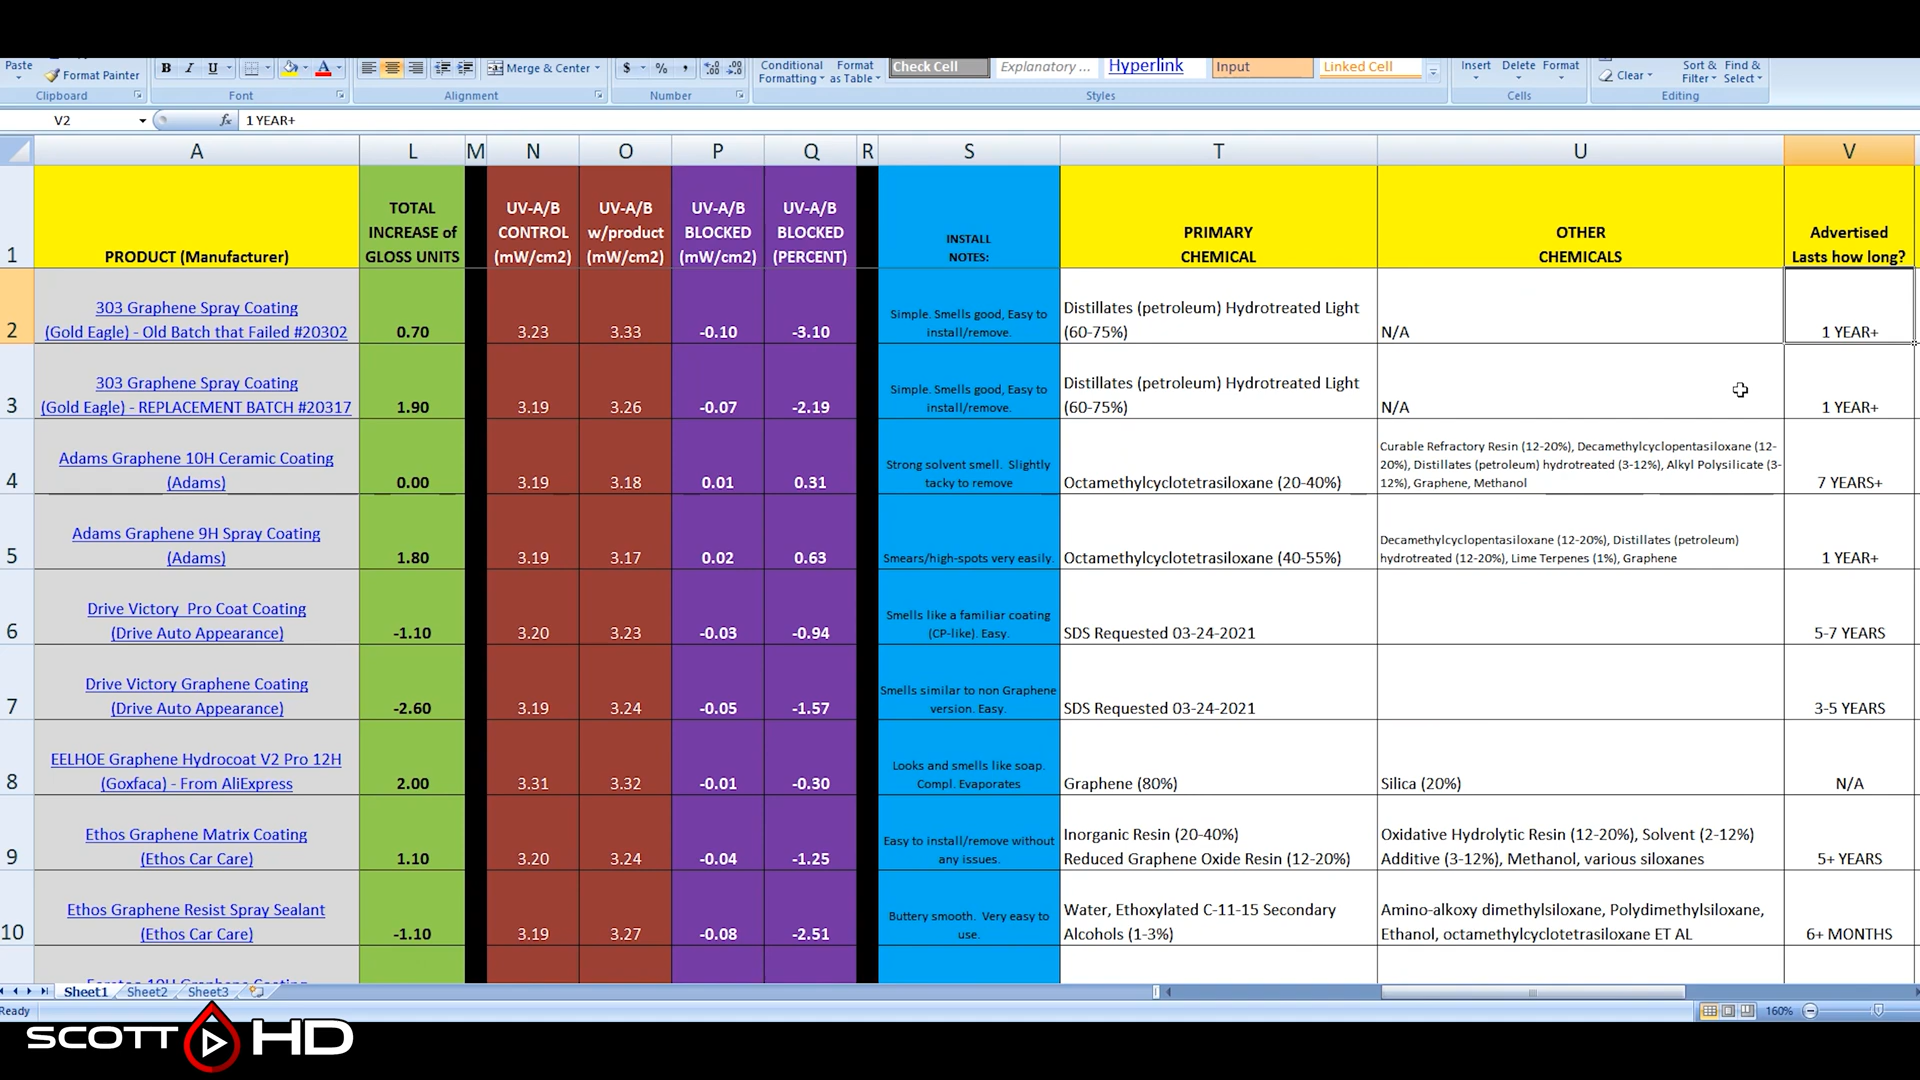 Paste
Format Painter
B I U
A
Merge & Center
$ % ,
Conditional Formatting
Format as Table
Check Cell
Explanatory ...
Hyperlink
Input
Linked Cell
Insert Delete Format
Clear
Sort & Filter
Find & Select
Clipboard Font Alignment Number Styles Cells Editing
V2 fx 1 YEAR+
A L M N O P Q R S T U V
1
PRODUCT (Manufacturer)
TOTAL
INCREASE of
GLOSS UNITS
UV-A/B
CONTROL
(mW/cm2)
UV-A/B
w/product
(mW/cm2)
UV-A/B
BLOCKED
(mW/cm2)
UV-A/B
BLOCKED
(PERCENT)
INSTALL
NOTES:
PRIMARY
CHEMICAL
OTHER
CHEMICALS
Advertised
Lasts how long?
2
303 Graphene Spray Coating
(Gold Eagle) - Old Batch that Failed #20302
0.70 3.23 3.33 -0.10 -3.10
Simple. Smells good, Easy to
install/remove.
Distillates (petroleum) Hydrotreated Light
(60-75%)
N/A
1 YEAR+
3
303 Graphene Spray Coating
(Gold Eagle) - REPLACEMENT BATCH #20317
1.90 3.19 3.26 -0.07 -2.19
Simple. Smells good, Easy to
install/remove.
Distillates (petroleum) Hydrotreated Light
(60-75%)
N/A
1 YEAR+
4
Adams Graphene 10H Ceramic Coating
(Adams)
0.00 3.19 3.18 0.01 0.31
Strong solvent smell. Slightly
tacky to remove
Octamethylcyclotetrasiloxane (20-40%)
Curable Refractory Resin (12-20%), Decamethylcyclopentasiloxane (12-
20%), Distillates (petroleum) hydrotreated (3-12%), Alkyl Polysilicate (3-
12%), Graphene, Methanol
7 YEARS+
5
Adams Graphene 9H Spray Coating
(Adams)
1.80 3.19 3.17 0.02 0.63
Smears/high-spots very easily.
Octamethylcyclotetrasiloxane (40-55%)
Decamethylcyclopentasiloxane (12-20%), Distillates (petroleum)
hydrotreated (12-20%), Lime Terpenes (1%), Graphene
1 YEAR+
6
Drive Victory Pro Coat Coating
(Drive Auto Appearance)
-1.10 3.20 3.23 -0.03 -0.94
Smells like a familiar coating
(CP-like). Easy.
SDS Requested 03-24-2021
5-7 YEARS
7
Drive Victory Graphene Coating
(Drive Auto Appearance)
-2.60 3.19 3.24 -0.05 -1.57
Smells similar to non Graphene
version. Easy.
SDS Requested 03-24-2021
3-5 YEARS
8
EELHOE Graphene Hydrocoat V2 Pro 12H
(Goxfaca) - From AliExpress
2.00 3.31 3.32 -0.01 -0.30
Looks and smells like soap.
Compl. Evaporates
Graphene (80%)
Silica (20%)
N/A
9
Ethos Graphene Matrix Coating
(Ethos Car Care)
1.10 3.20 3.24 -0.04 -1.25
Easy to install/remove without
any issues.
Inorganic Resin (20-40%)
Reduced Graphene Oxide Resin (12-20%)
Oxidative Hydrolytic Resin (12-20%), Solvent (2-12%)
Additive (3-12%), Methanol, various siloxanes
5+ YEARS
10
Ethos Graphene Resist Spray Sealant
(Ethos Car Care)
-1.10 3.19 3.27 -0.08 -2.51
Buttery smooth. Very easy to
use.
Water, Ethoxylated C-11-15 Secondary
Alcohols (1-3%)
Amino-alkoxy dimethylsiloxane, Polydimethylsiloxane,
Ethanol, octamethylcyclotetrasiloxane ET AL
6+ MONTHS
Sheet1 Sheet2 Sheet3
Ready
160%
SCOTT HD